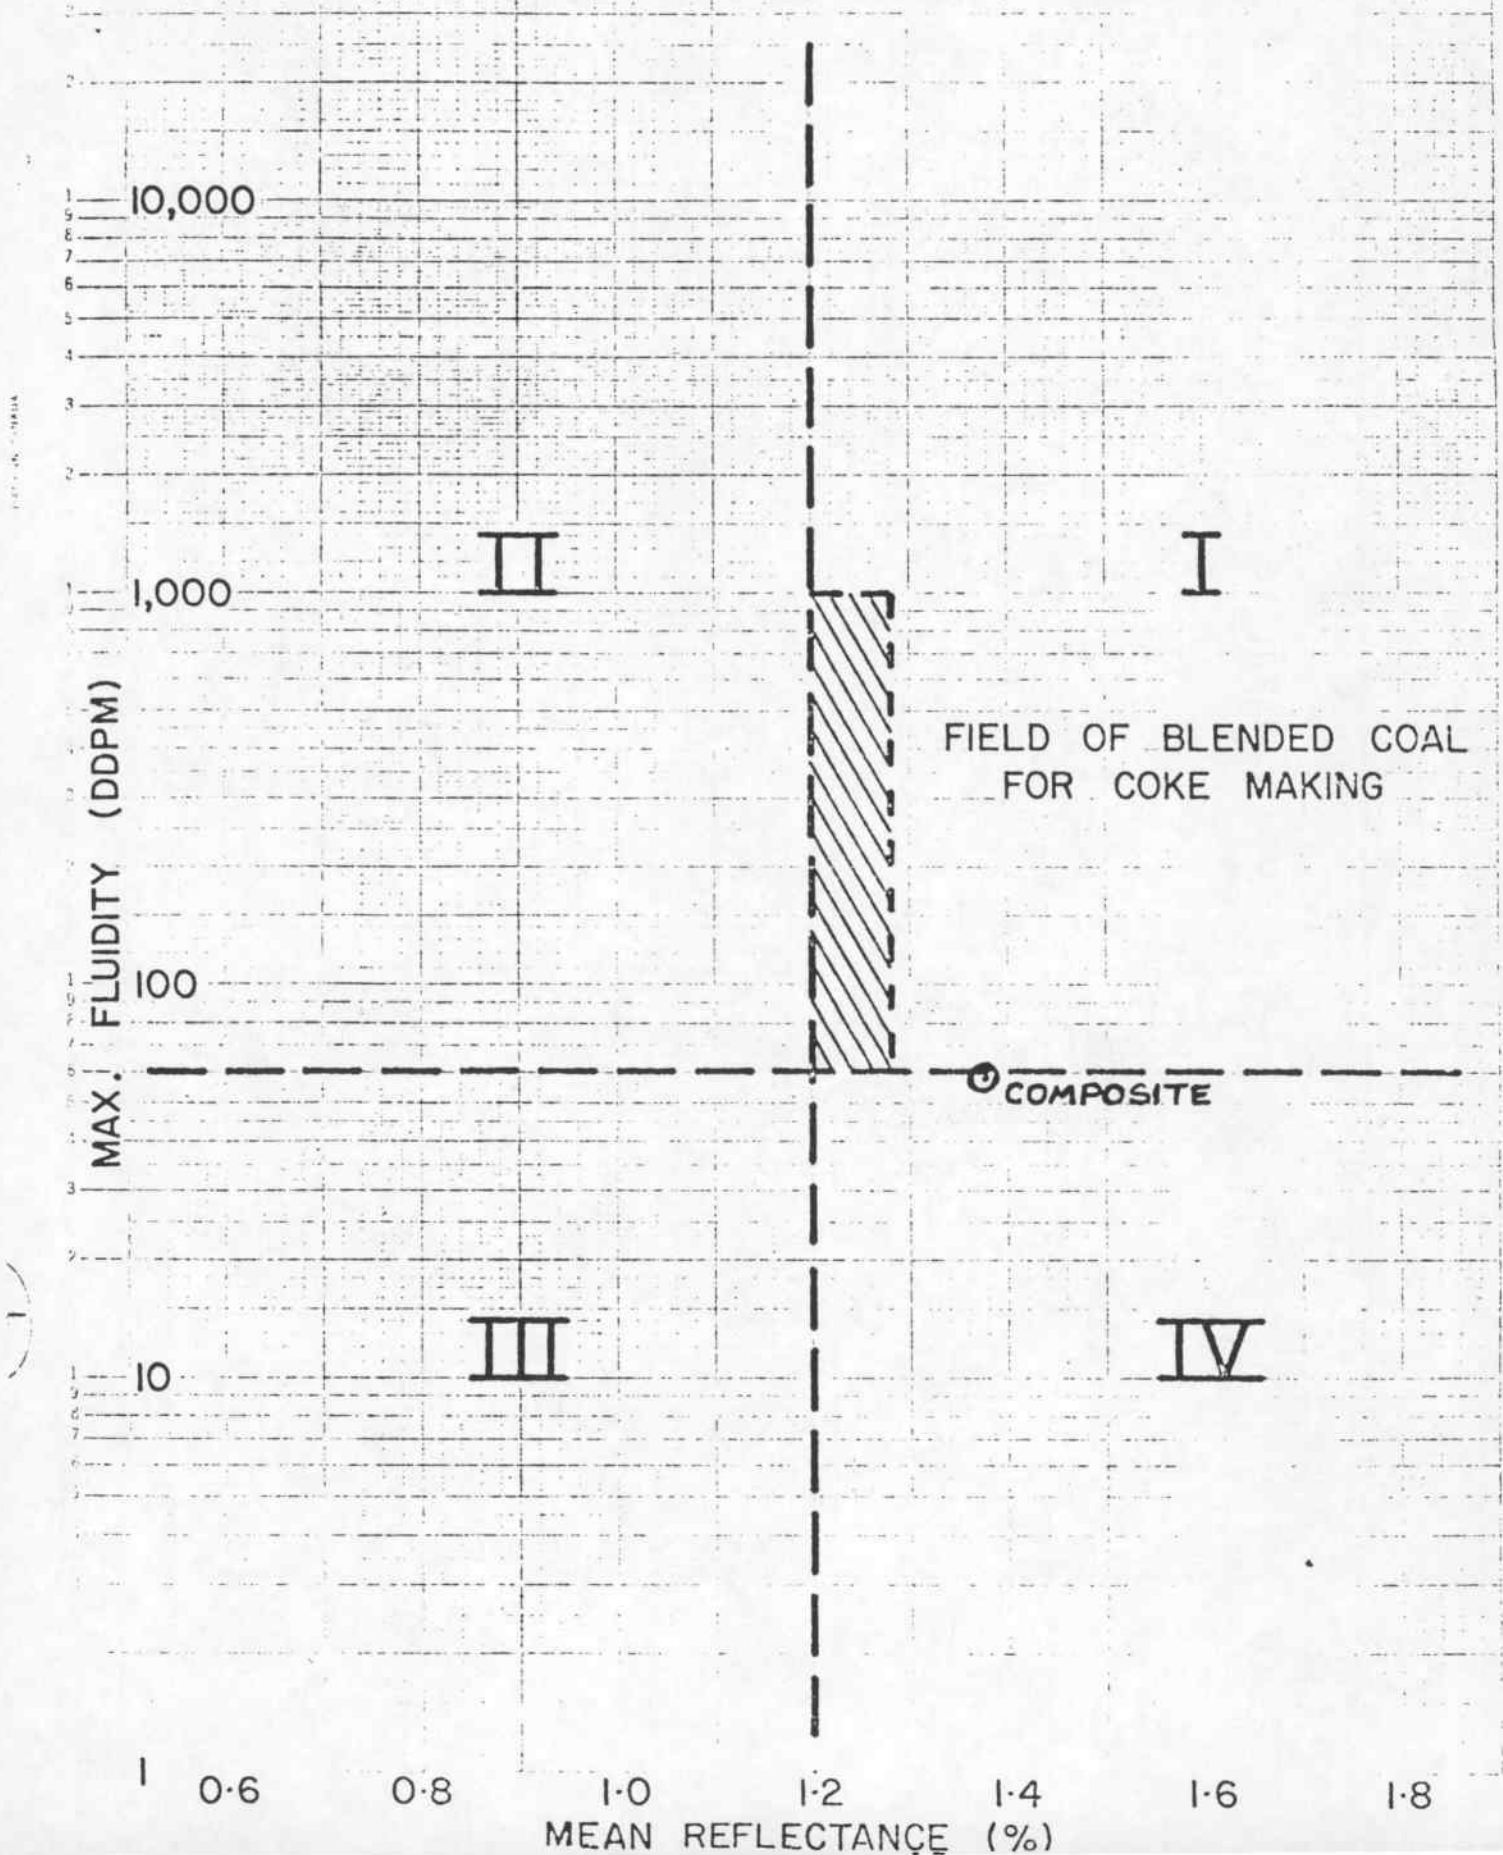 10,000
II
I
1,000
FIELD OF BLENDED COAL
FOR COKE MAKING
MAX. FLUIDITY (DDPM)
100
COMPOSITE
III
IV
10
1
0.6 0.8 1.0 1.2 1.4 1.6 1.8
MEAN REFLECTANCE (%)